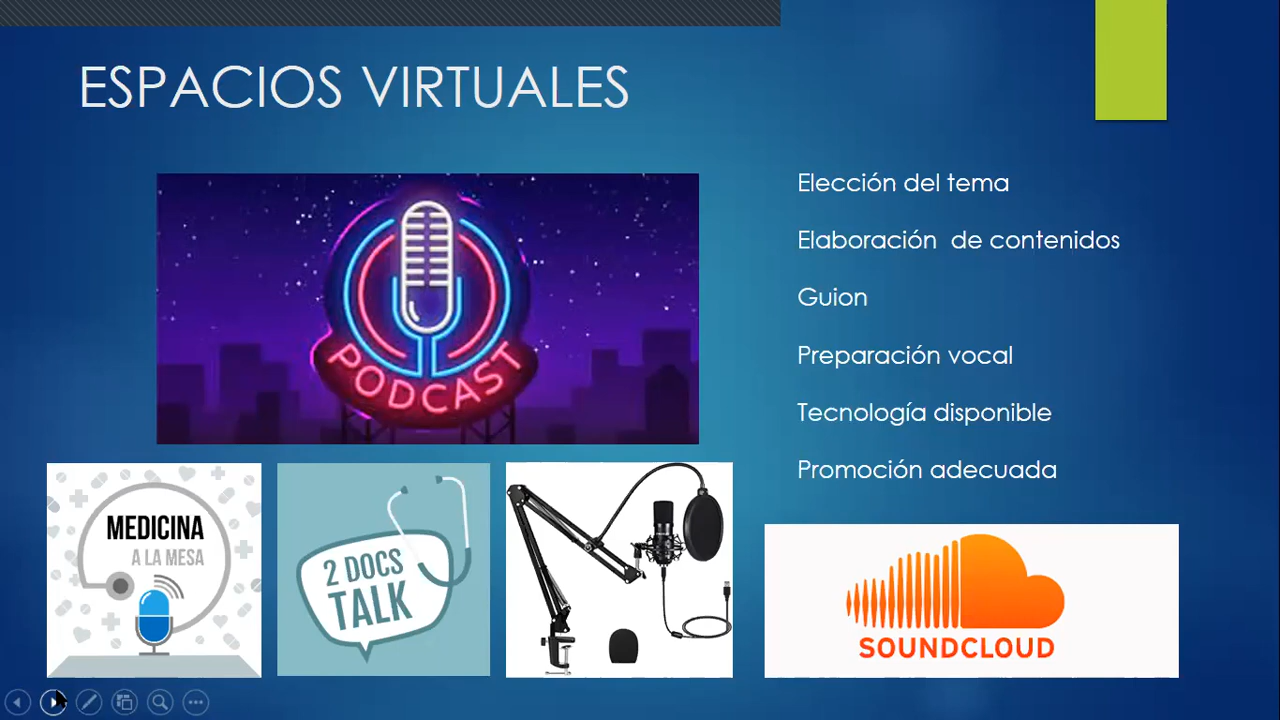 ESPACIOS VIRTUALES
PODCAST
Elección del tema
Elaboración de contenidos
Guion
Preparación vocal
Tecnología disponible
Promoción adecuada
MEDICINA
A LA MESA
2 DOCS
TALK
SOUNDCLOUD